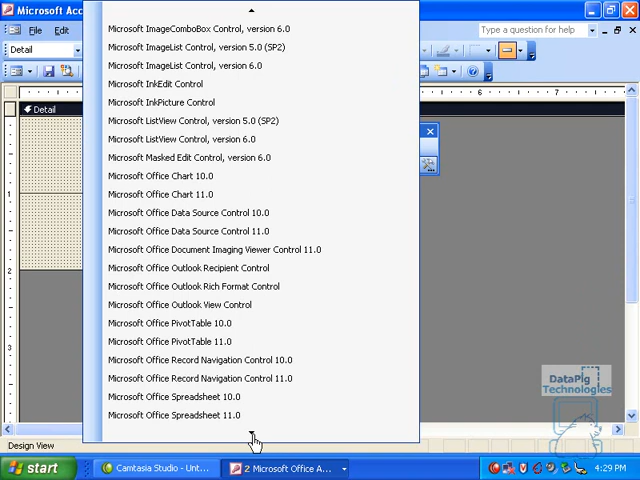 Microsoft Ac
File
Edit
Type a question for help
Detail
1
6
7
Detail
1
2
Microsoft ImageComboBox Control, version 6.0
Microsoft ImageList Control, version 5.0 (SP2)
Microsoft ImageList Control, version 6.0
Microsoft InkEdit Control
Microsoft InkPicture Control
Microsoft ListView Control, version 5.0 (SP2)
Microsoft ListView Control, version 6.0
Microsoft Masked Edit Control, version 6.0
Microsoft Office Chart 10.0
Microsoft Office Chart 11.0
Microsoft Office Data Source Control 10.0
Microsoft Office Data Source Control 11.0
Microsoft Office Document Imaging Viewer Control 11.0
Microsoft Office Outlook Recipient Control
Microsoft Office Outlook Rich Format Control
Microsoft Office Outlook View Control
Microsoft Office PivotTable 10.0
Microsoft Office PivotTable 11.0
Microsoft Office Record Navigation Control 10.0
Microsoft Office Record Navigation Control 11.0
Microsoft Office Spreadsheet 10.0
Microsoft Office Spreadsheet 11.0
DataPig
Technologies
Design View
start
Camtasia Studio - Unt...
2 Microsoft Office A...
4:29 PM